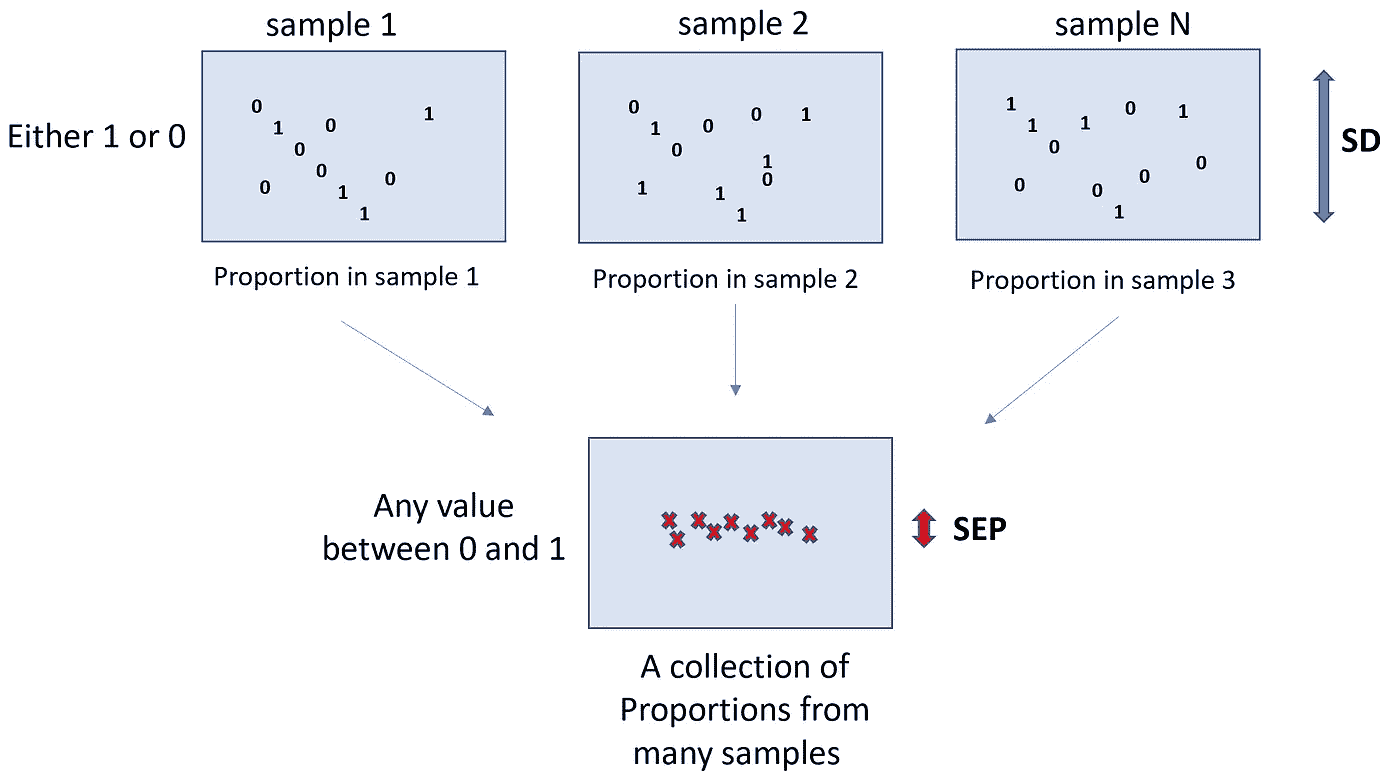 sample 1
sample 2
sample N
Either 1 or 0
0
1
0
1
0
0
0
1
0
1
0
1
0
0
0
1
1
0
1
1
1
1
1
0
1
0
1
0
0
0
0
1
SD
Proportion in sample 1
Proportion in sample 2
Proportion in sample 3
Any value
between 0 and 1
SEP
A collection of
Proportions from
many samples